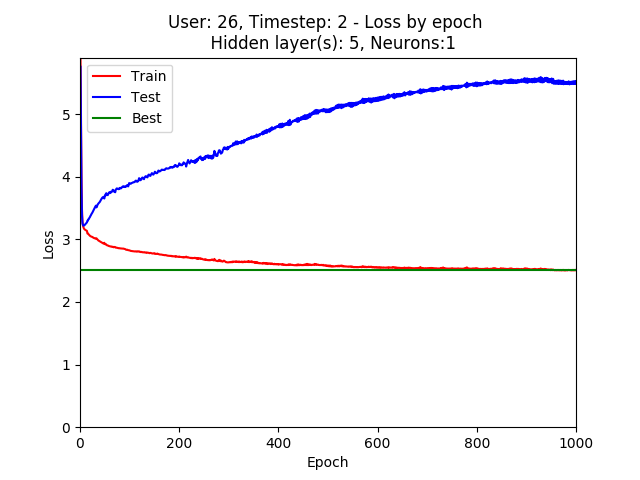 User: 26, Timestep: 2 - Loss by epoch
Hidden layer(s): 5, Neurons:1
Train
Test
Best
5
4
3
2
1
0
Loss
0 200 400 600 800 1000
Epoch